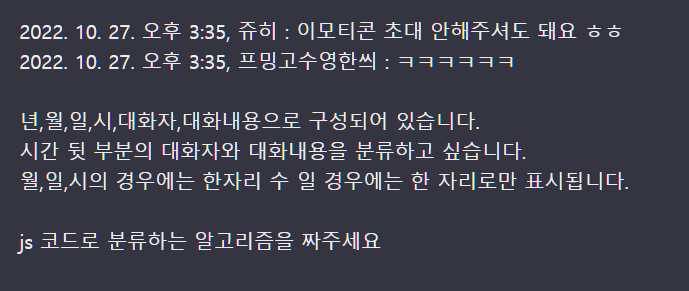 2022. 10. 27. 오후 3:35, 쥬히 : 이모티콘 초대 안해주셔도 돼요 ㅎㅎ
2022. 10. 27. 오후 3:35, 프밍고수영한씌 : ㅋㅋㅋㅋㅋㅋ
년,월,일,시,대화자,대화내용으로 구성되어 있습니다.
시간 뒷 부분의 대화자와 대화내용을 분류하고 싶습니다.
월,일,시의 경우에는 한자리 수 일 경우에는 한 자리로만 표시됩니다.
js 코드로 분류하는 알고리즘을 짜주세요